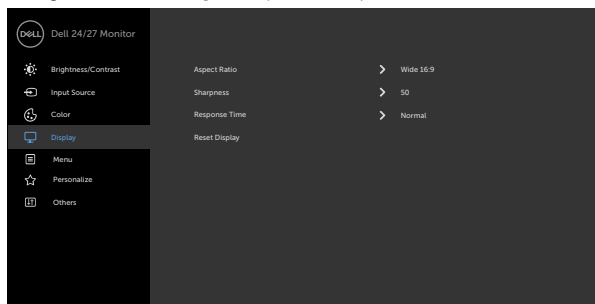 DELL Dell 24/27 Monitor
Brightness/Contrast Aspect Ratio Wide 16:9
Input Source Sharpness 50
Color Response Time Normal
Display Reset Display
Menu
Personalize
Others